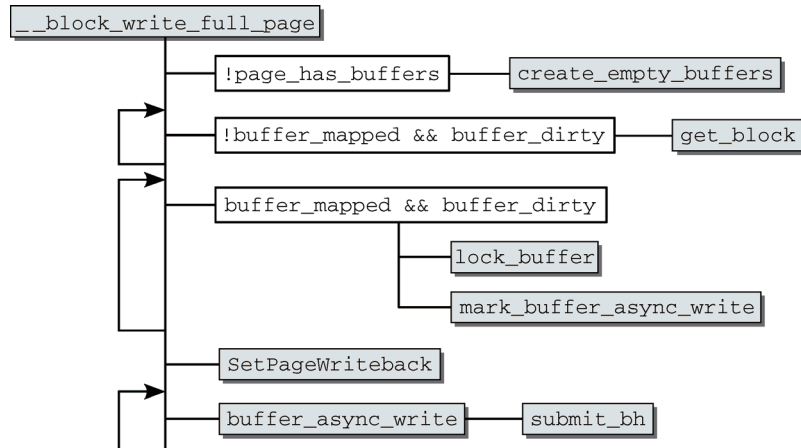 __block_write_full_page
!page_has_buffers create_empty_buffers
!buffer_mapped && buffer_dirty get_block
buffer_mapped && buffer_dirty
lock_buffer
mark_buffer_async_write
SetPageWriteback
buffer_async_write submit_bh